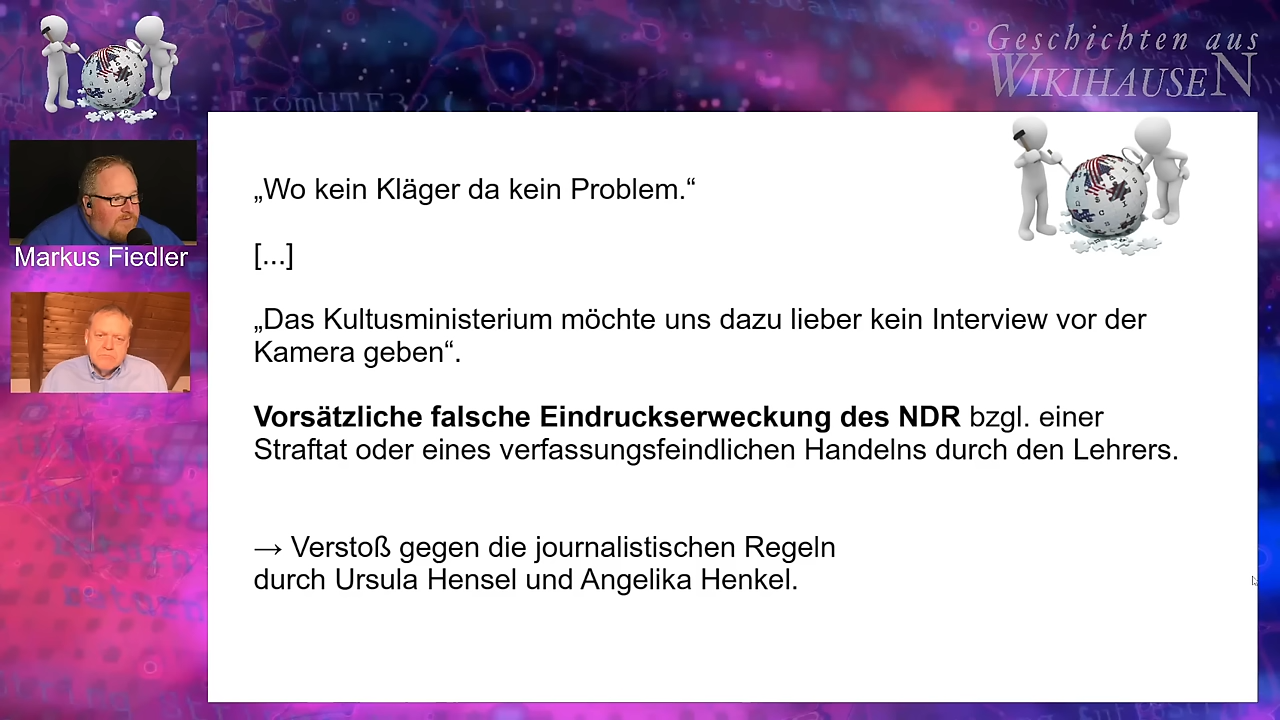 Geschichten aus
WIKIHAUSEN
FromUTF32
„Wo kein Kläger da kein Problem.“
Markus Fiedler
[...]
„Das Kultusministerium möchte uns dazu lieber kein Interview vor der
Kamera geben“.
Vorsätzliche falsche Eindruckserweckung des NDR bzgl. einer
Straftat oder eines verfassungsfeindlichen Handelns durch den Lehrers.
→ Verstoß gegen die journalistischen Regeln
durch Ursula Hensel und Angelika Henkel.